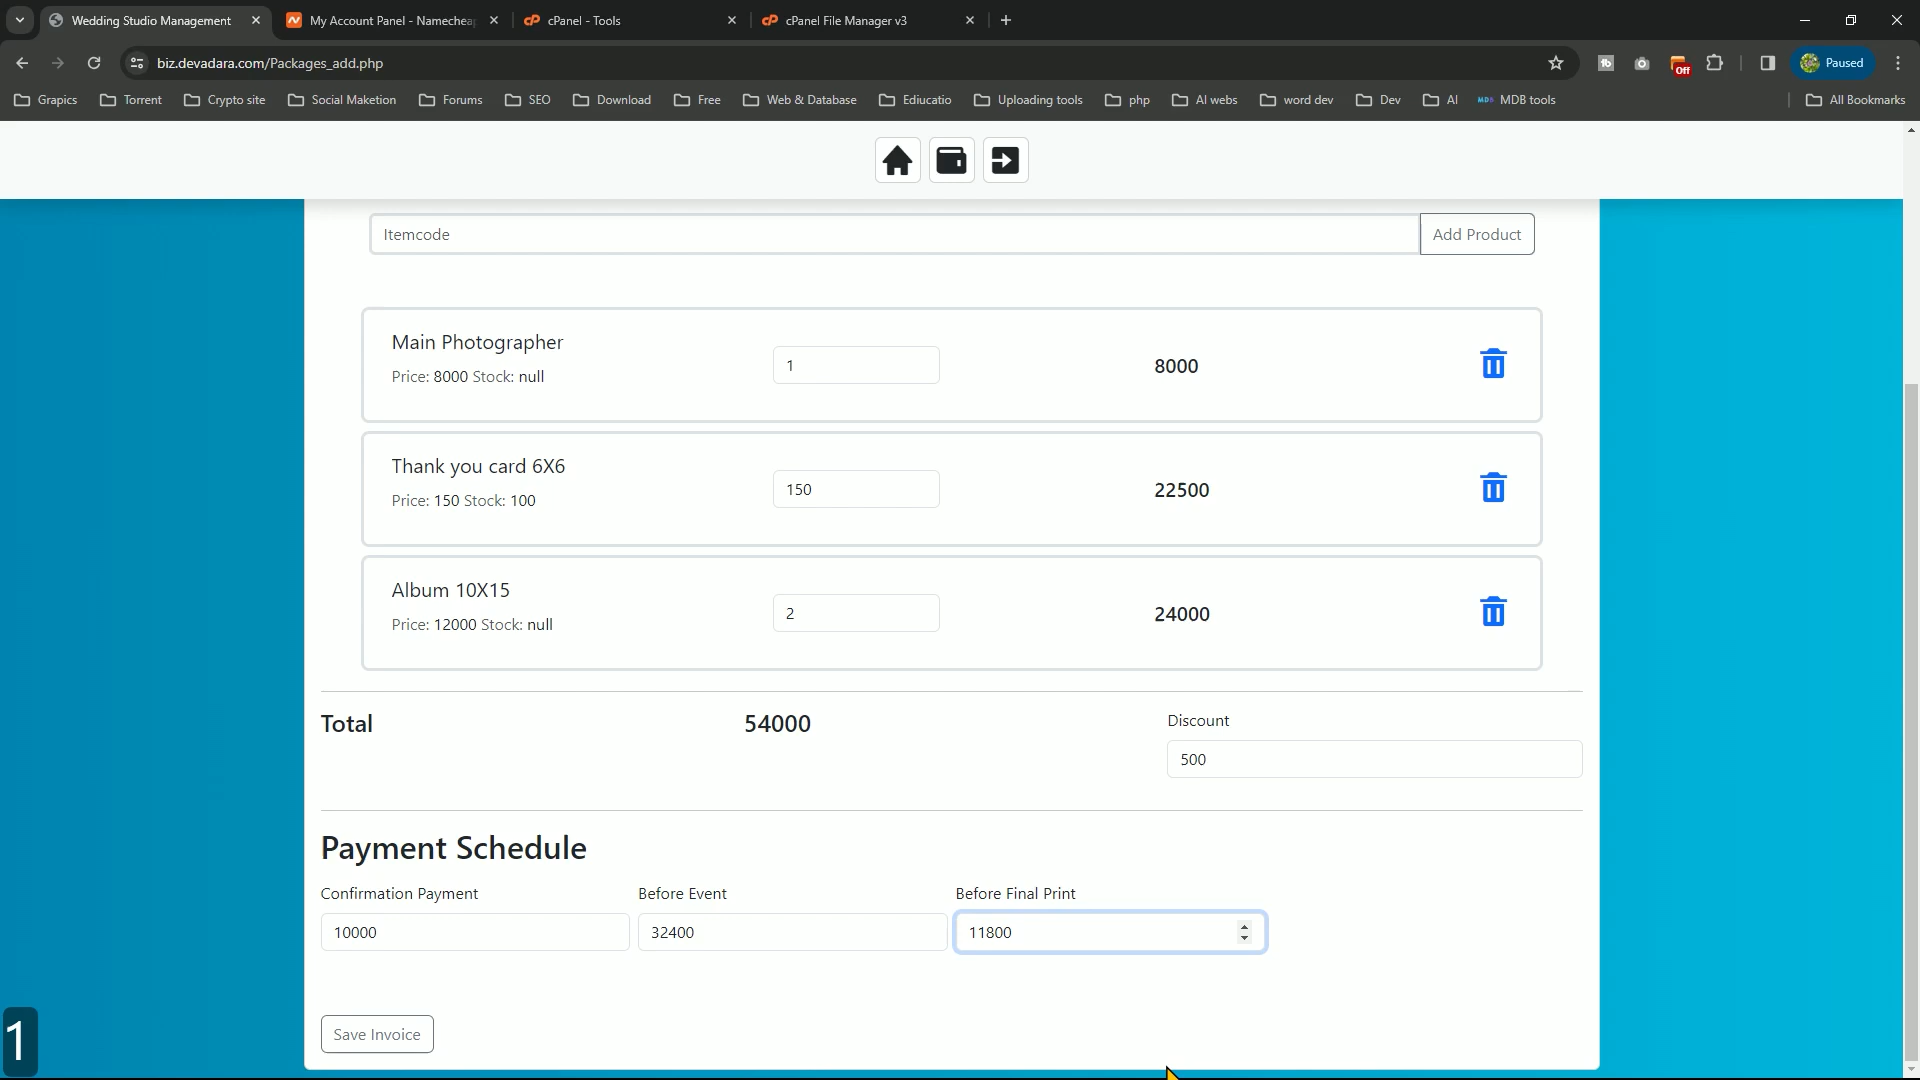 Wedding Studio Management
My Account Panel - Namecheap
cPanel - Tools
cPanel File Manager v3
biz.devadara.com/Packages_add.php
Off
Paused
Grapics
Torrent
Crypto site
Social Maketion
Forums
SEO
Download
Free
Web & Database
Ediucatio
Uploading tools
php
AI webs
word dev
Dev
AI
MDB tools
All Bookmarks
Itemcode
Add Product
Main Photographer
Price: 8000 Stock: null
1
8000
Thank you card 6X6
Price: 150 Stock: 100
150
22500
Album 10X15
Price: 12000 Stock: null
2
24000
Total
54000
Discount
500
Payment Schedule
Confirmation Payment
Before Event
Before Final Print
10000
32400
11800
Save Invoice
1